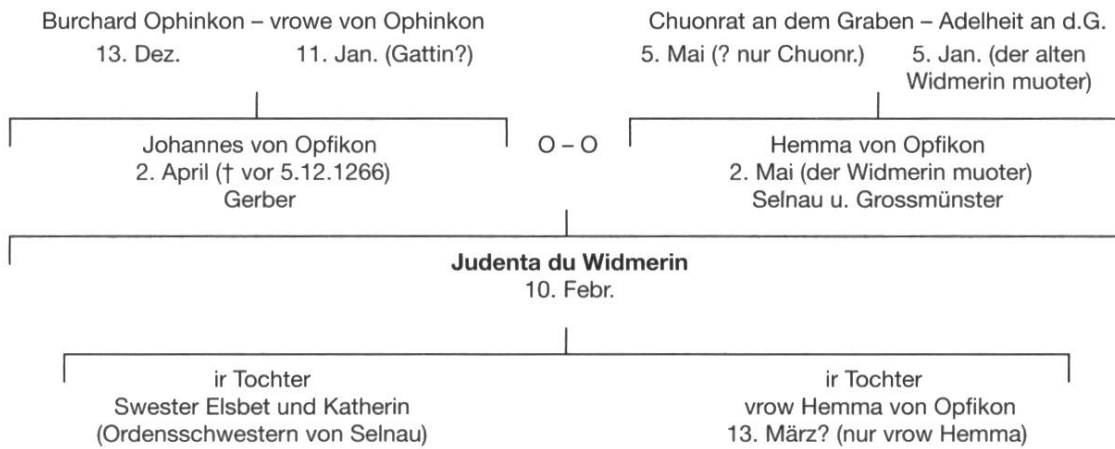 Burchard Ophinkon – vrowe von Ophinkon
13. Dez.
11. Jan. (Gattin?)
Chuonrat an dem Graben – Adelheit an d.G.
5. Mai (? nur Chuonr.)
5. Jan. (der alten
Widmerin muoter)
Johannes von Opfikon
2. April († vor 5.12.1266)
Gerber
O – O
Hemma von Opfikon
2. Mai (der Widmerin muoter)
Selnau u. Grossmünster
Judenta du Widmerin
10. Febr.
ir Tochter
Swester Elsbet und Katherin
(Ordensschwestern von Selnau)
ir Tochter
vrow Hemma von Opfikon
13. März? (nur vrow Hemma)